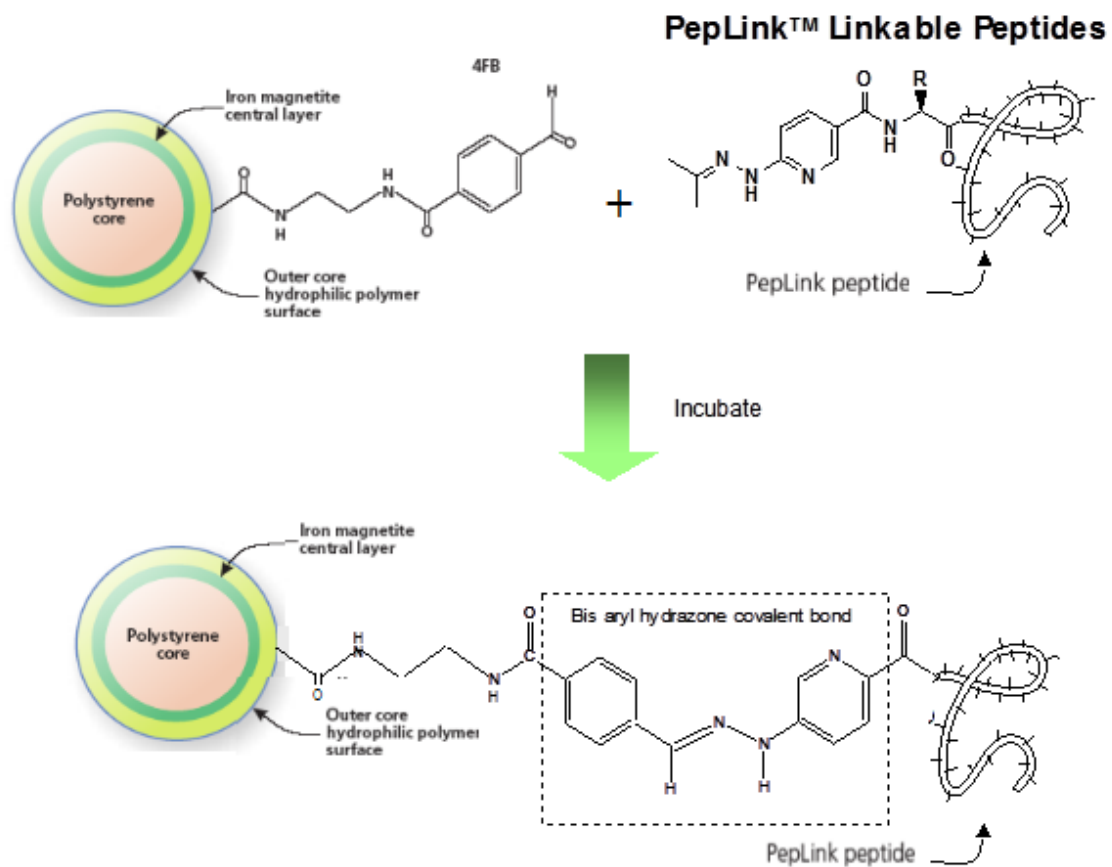 PepLink™ Linkable Peptides
4FB
Iron magnetite
central layer
Polystyrene
core
Outer core
hydrophilic polymer
surface
H
O
O
N
H
H
N
O
+
O
R
N
H
O
N
N
H
N
PepLink peptide
Incubate
Iron magnetite
central layer
Polystyrene
core
Outer core
hydrophilic polymer
surface
Bis aryl hydrazone covalent bond
O
H
N
O
O
C
N
H
N
N
H
H
N
O
PepLink peptide